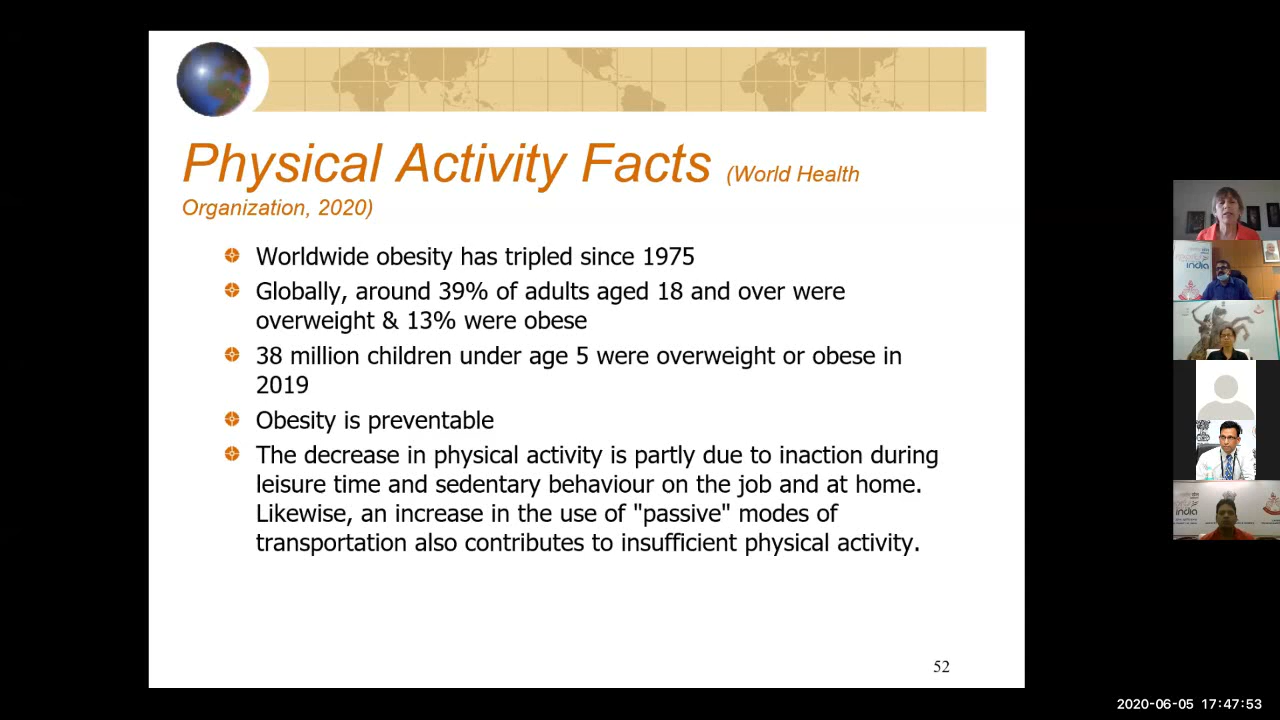 Physical Activity Facts (World Health
Organization, 2020)
Worldwide obesity has tripled since 1975
Globally, around 39% of adults aged 18 and over were
overweight & 13% were obese
38 million children under age 5 were overweight or obese in
2019
Obesity is preventable
The decrease in physical activity is partly due to inaction during
leisure time and sedentary behaviour on the job and at home.
Likewise, an increase in the use of "passive" modes of
transportation also contributes to insufficient physical activity.
52
india
india
2020-06-05 17:47:53